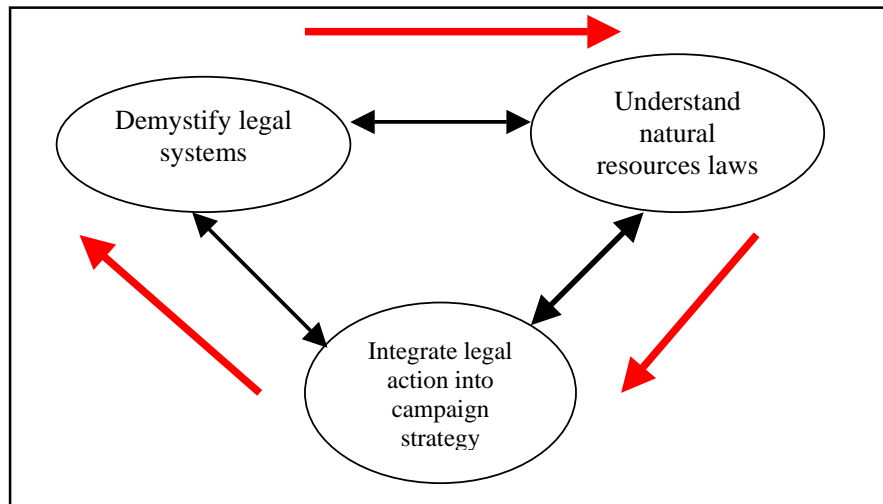 Demystify legal
systems
Understand
natural
resources laws
Integrate legal
action into
campaign
strategy